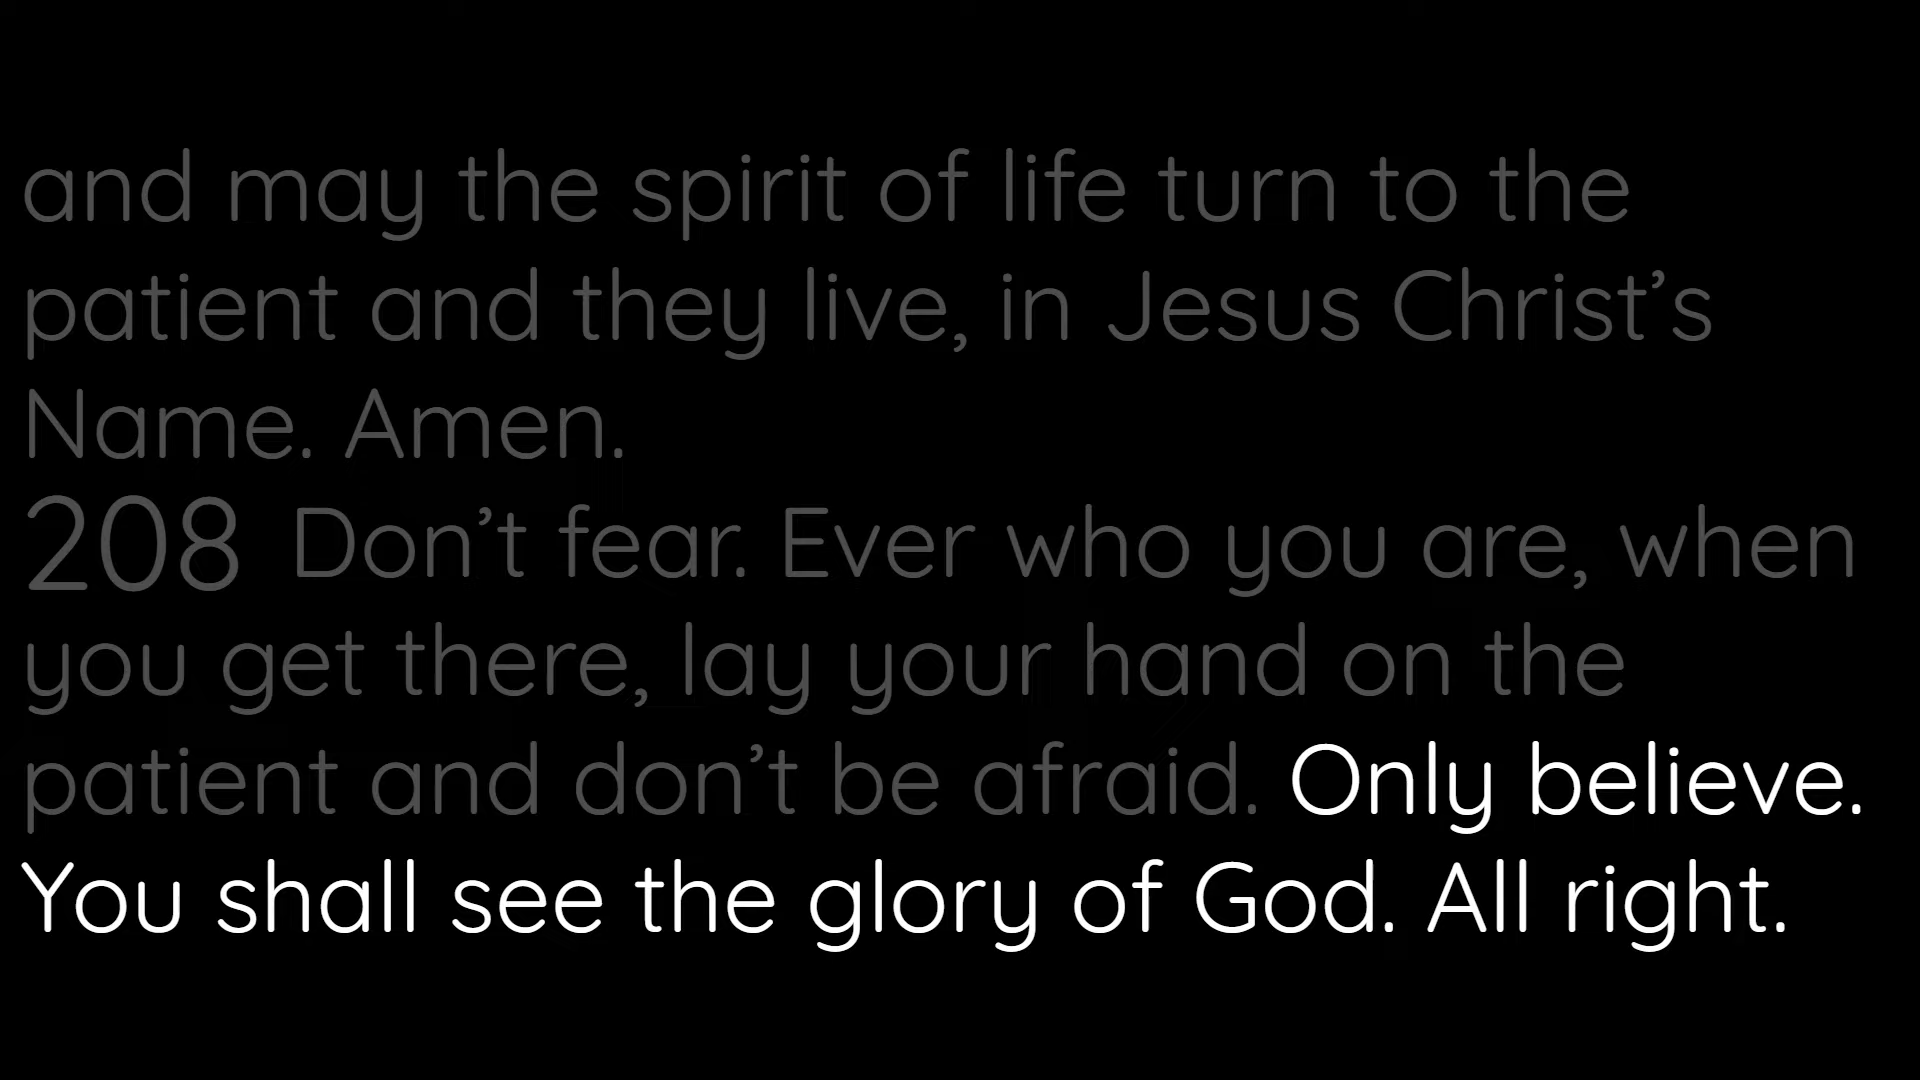 and may the spirit of life turn to the
patient and they live, in Jesus Christ’s
Name. Amen.
208 Don’t fear. Ever who you are, when
you get there, lay your hand on the
patient and don’t be afraid. Only believe.
You shall see the glory of God. All right.